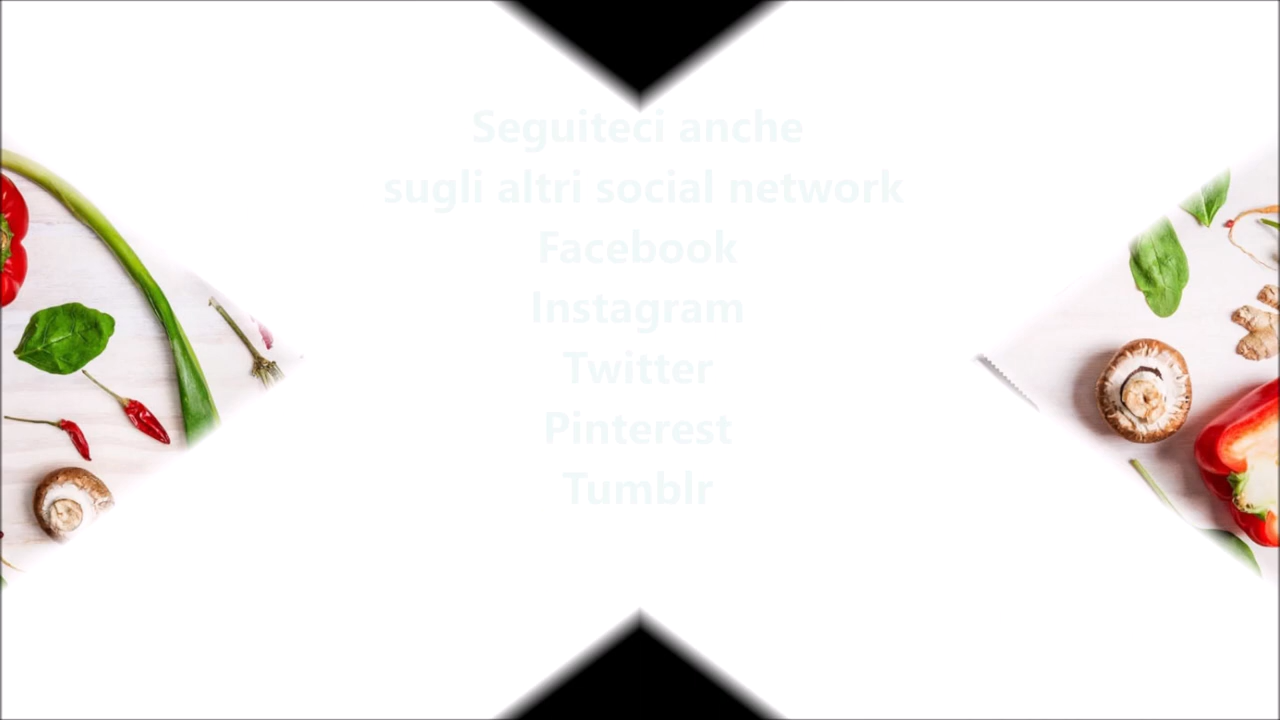 Seguiteci anche
sugli altri social network
Facebook
Instagram
Twitter
Pinterest
Tumblr